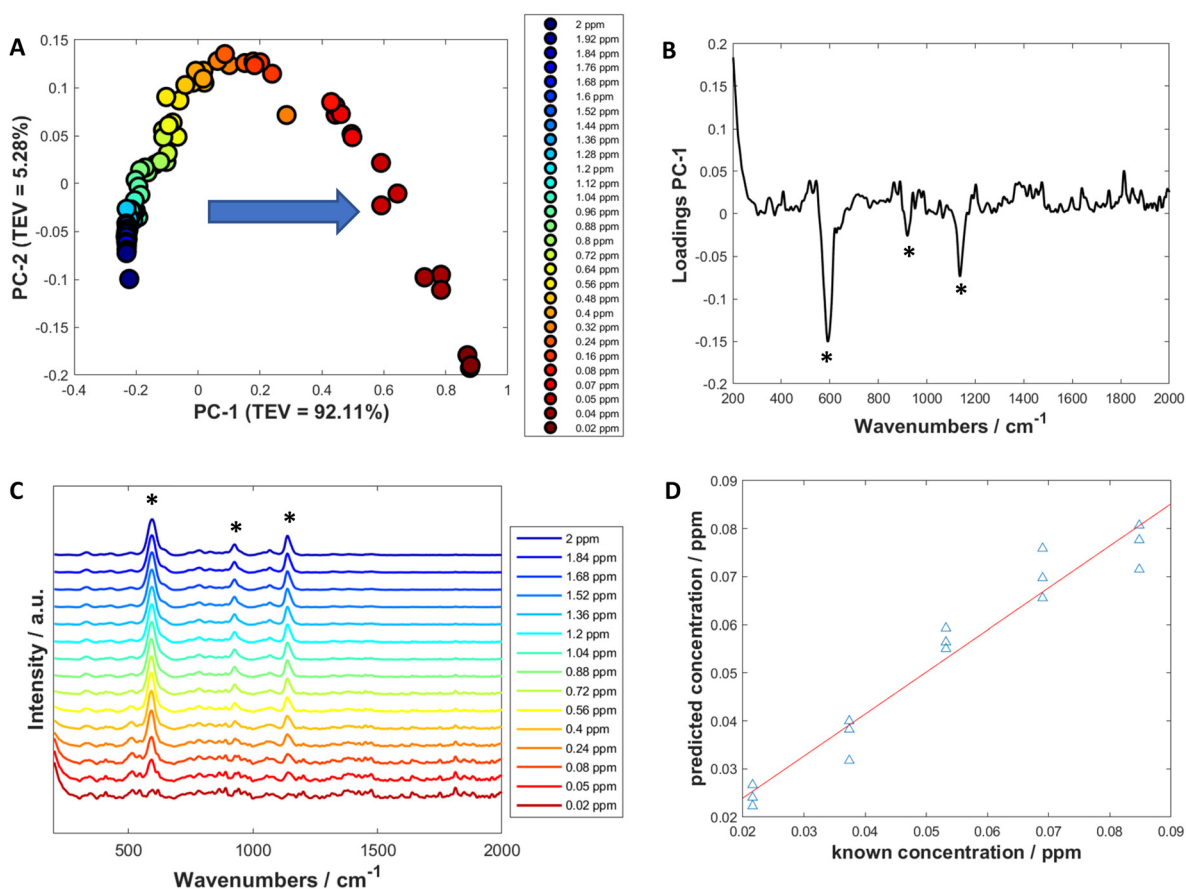 A
0.15
0.1
0.05
0
-0.05
-0.1
-0.15
-0.2
-0.4
-0.2
0
0.2
0.4
0.6
0.8
1
PC-2 (TEV = 5.28%)
PC-1 (TEV = 92.11%)
2 ppm
1.92 ppm
1.84 ppm
1.76 ppm
1.68 ppm
1.6 ppm
1.52 ppm
1.44 ppm
1.36 ppm
1.28 ppm
1.2 ppm
1.12 ppm
1.04 ppm
0.96 ppm
0.88 ppm
0.8 ppm
0.72 ppm
0.64 ppm
0.56 ppm
0.48 ppm
0.4 ppm
0.32 ppm
0.24 ppm
0.16 ppm
0.08 ppm
0.07 ppm
0.05 ppm
0.04 ppm
0.02 ppm
B
0.2
0.15
0.1
0.05
0
-0.05
-0.1
-0.15
-0.2
200
400
600
800
1000
1200
1400
1600
1800
2000
Loadings PC-1
Wavenumbers / cm-1
*
*
*
C
*
*
*
Intensity / a.u.
500
1000
1500
2000
Wavenumbers / cm-1
2 ppm
1.84 ppm
1.68 ppm
1.52 ppm
1.36 ppm
1.2 ppm
1.04 ppm
0.88 ppm
0.72 ppm
0.56 ppm
0.4 ppm
0.24 ppm
0.08 ppm
0.05 ppm
0.02 ppm
D
0.09
0.08
0.07
0.06
0.05
0.04
0.03
0.02
0.02
0.03
0.04
0.05
0.06
0.07
0.08
0.09
predicted concentration / ppm
known concentration / ppm